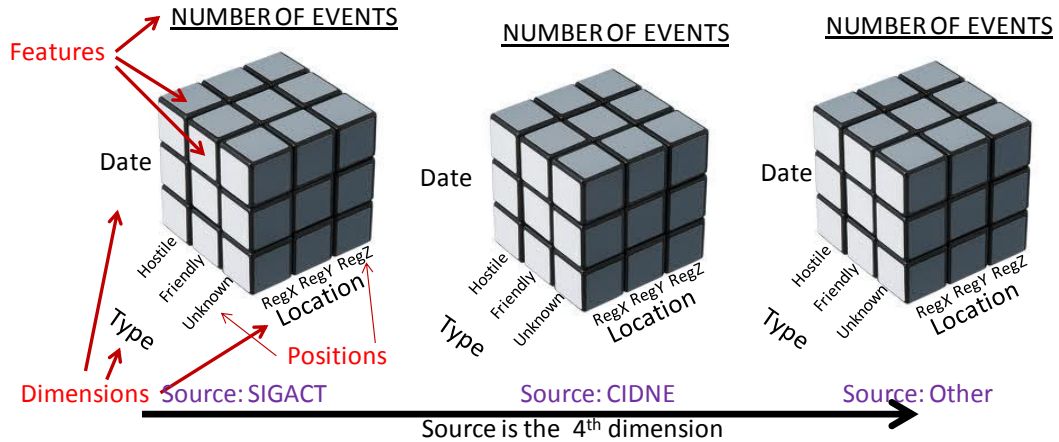 NUMBER OF EVENTS
NUMBER OF EVENTS
NUMBER OF EVENTS
Features
Date
Date
Date
Hostile
Friendly
Unknown
Type
RegX RegY RegZ
Location
Hostile
Friendly
Unknown
Type
RegX RegY RegZ
Location
Hostile
Friendly
Unknown
Type
RegX RegY RegZ
Location
Positions
Dimensions
Source: SIGACT
Source: CIDNE
Source: Other
Source is the 4th dimension